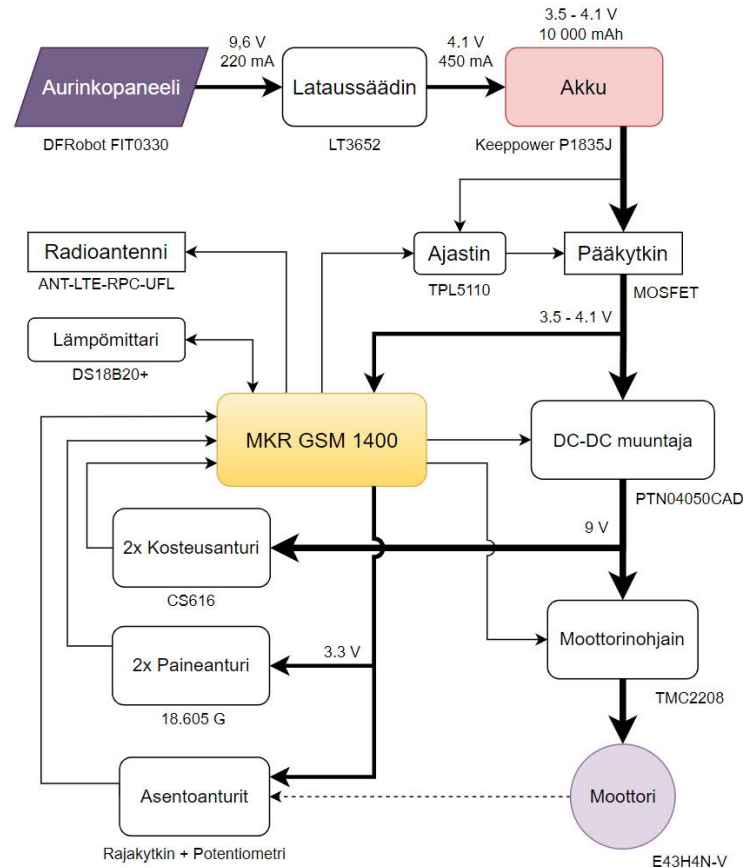 3.5 - 4.1 V
10 000 mAh
9,6 V
220 mA
4.1 V
450 mA
Aurinkopaneeli
Lataussäädin
Akku
DFRobot FIT0330
LT3652
Keeppower P1835J
Radioantenni
Ajastin
Pääkytkin
ANT-LTE-RPC-UFL
TPL5110
MOSFET
3.5 - 4.1 V
Lämpömittari
DS18B20+
MKR GSM 1400
DC-DC muuntaja
PTN04050CAD
9 V
2x Kosteusanturi
CS616
Moottorinohjain
3.3 V
2x Paineanturi
TMC2208
18.605 G
Asentoanturit
Moottori
Rajakytkin + Potentiometri
E43H4N-V